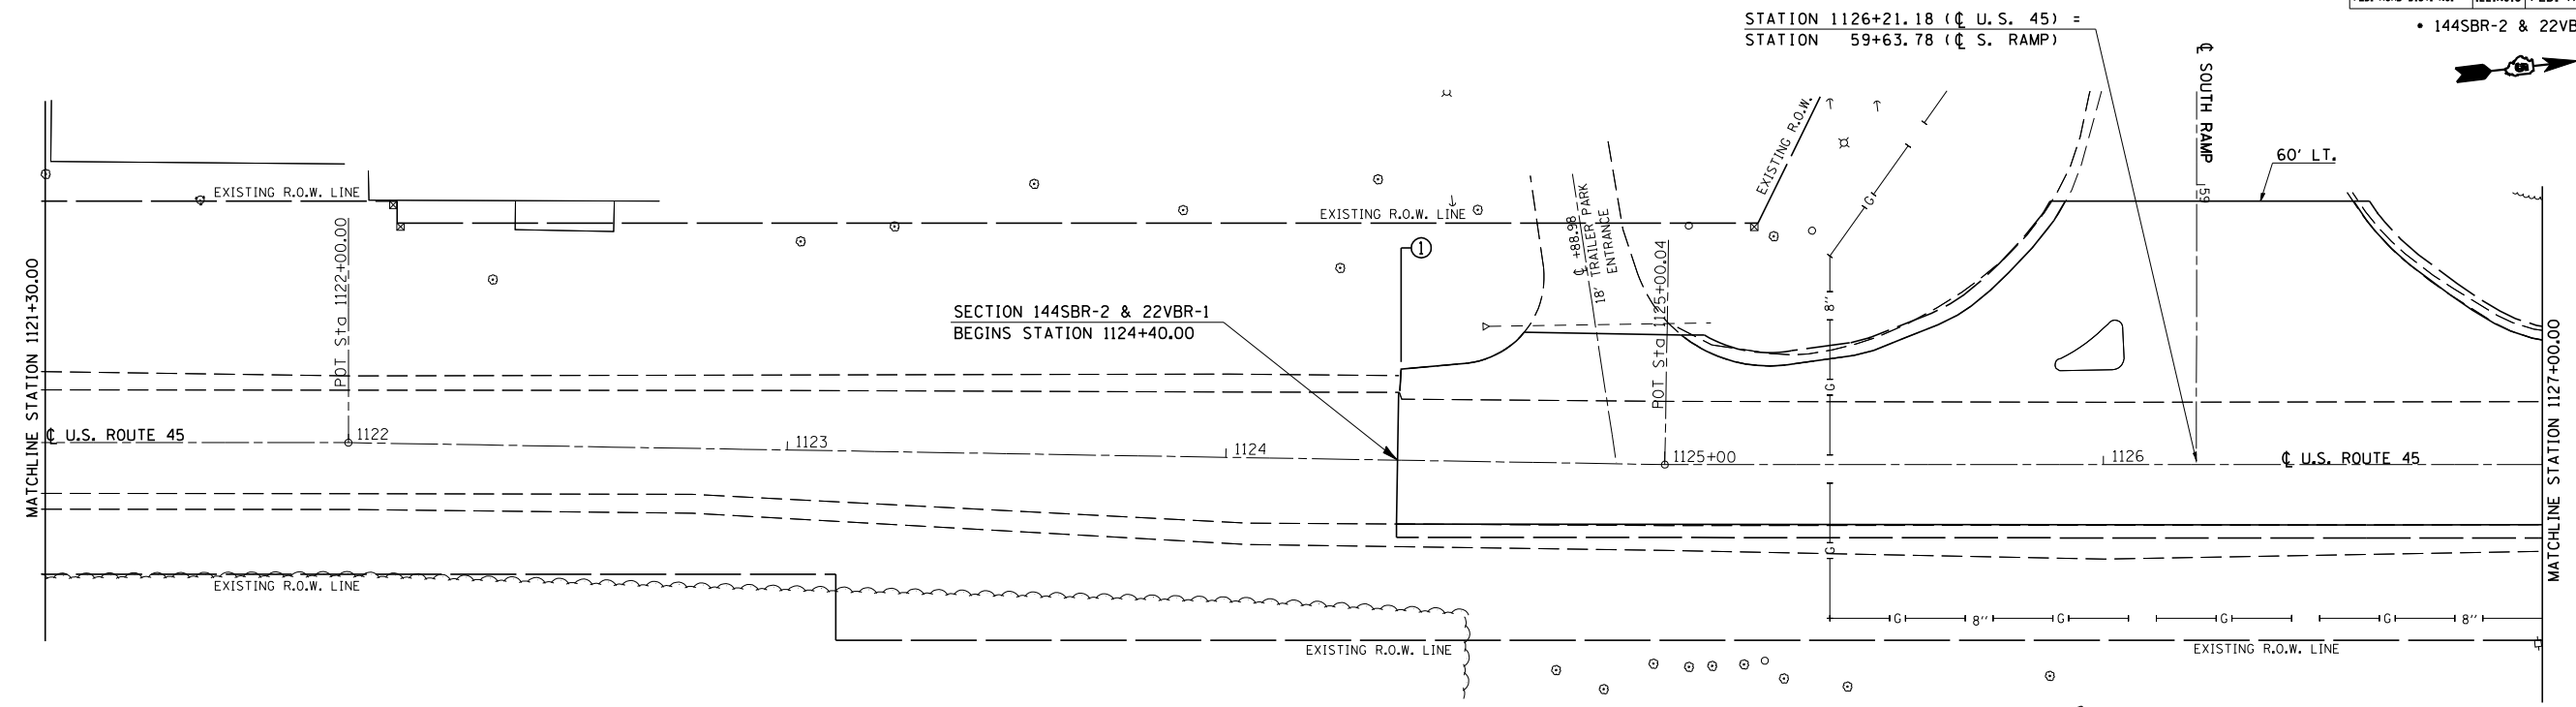 STATION 1126+21.18 (℄ U.S. 45) =
STATION 59+63.78 (℄ S. RAMP)
• 144SBR-2 & 22VB
℄ SOUTH RAMP
59
60' LT.
EXISTING R.O.W.
G
EXISTING R.O.W. LINE
EXISTING R.O.W. LINE
1
℄ +88.98
18' TRAILER PARK
ENTRANCE
POT Sta 1122+00.00
POT Sta 1125+00.04
8"
G
SECTION 144SBR-2 & 22VBR-1
BEGINS STATION 1124+40.00
MATCHLINE STATION 1121+30.00
MATCHLINE STATION 1127+00.00
℄ U.S. ROUTE 45
1122
1123
1124
1125+00
1126
℄ U.S. ROUTE 45
G
EXISTING R.O.W. LINE
G 8" G G G 8"
EXISTING R.O.W. LINE
EXISTING R.O.W. LINE